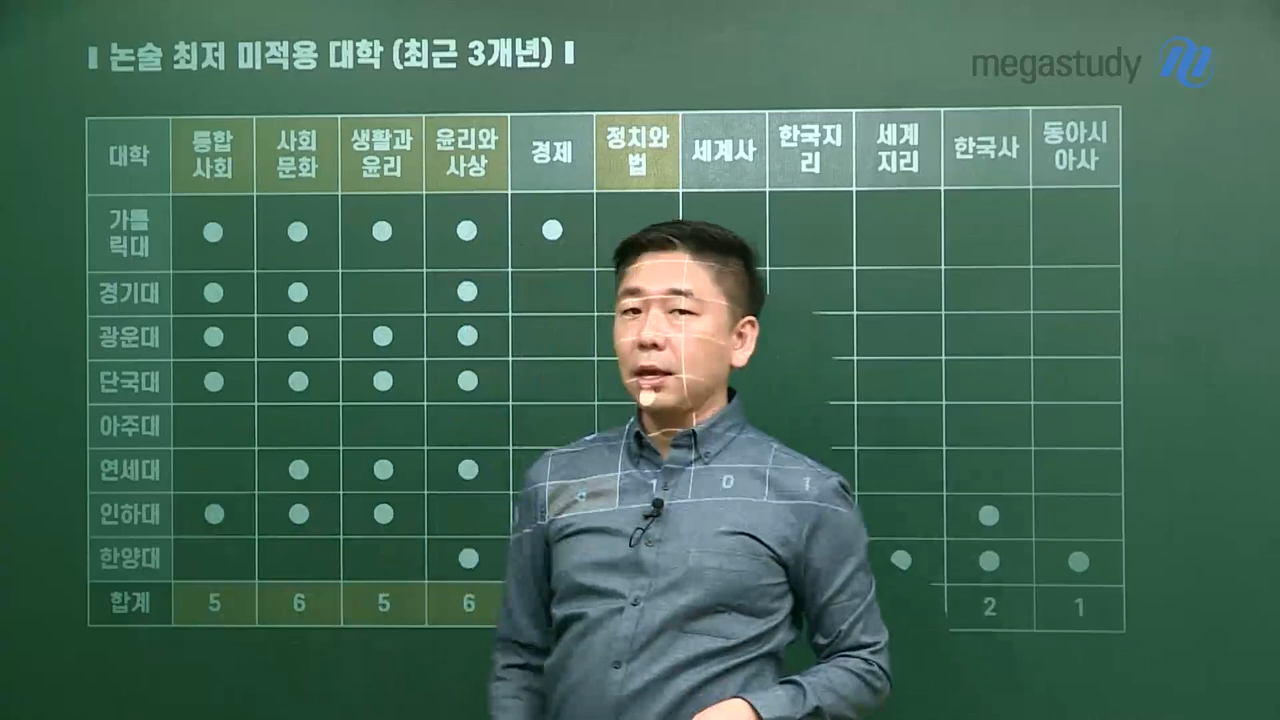 논술 최저 미적용 대학 (최근 3개년)
megastudy
대학 통합 사회 사회 문화 생활과 윤리 윤리와 사상 경제 정치와 법 세계사 한국지리 세계 지리 한국사 동아시아사
가톨릭대
경기대
광운대
단국대
아주대
연세대
인하대
한양대
합계 5 6 5 6 2 1
4 1 0 1